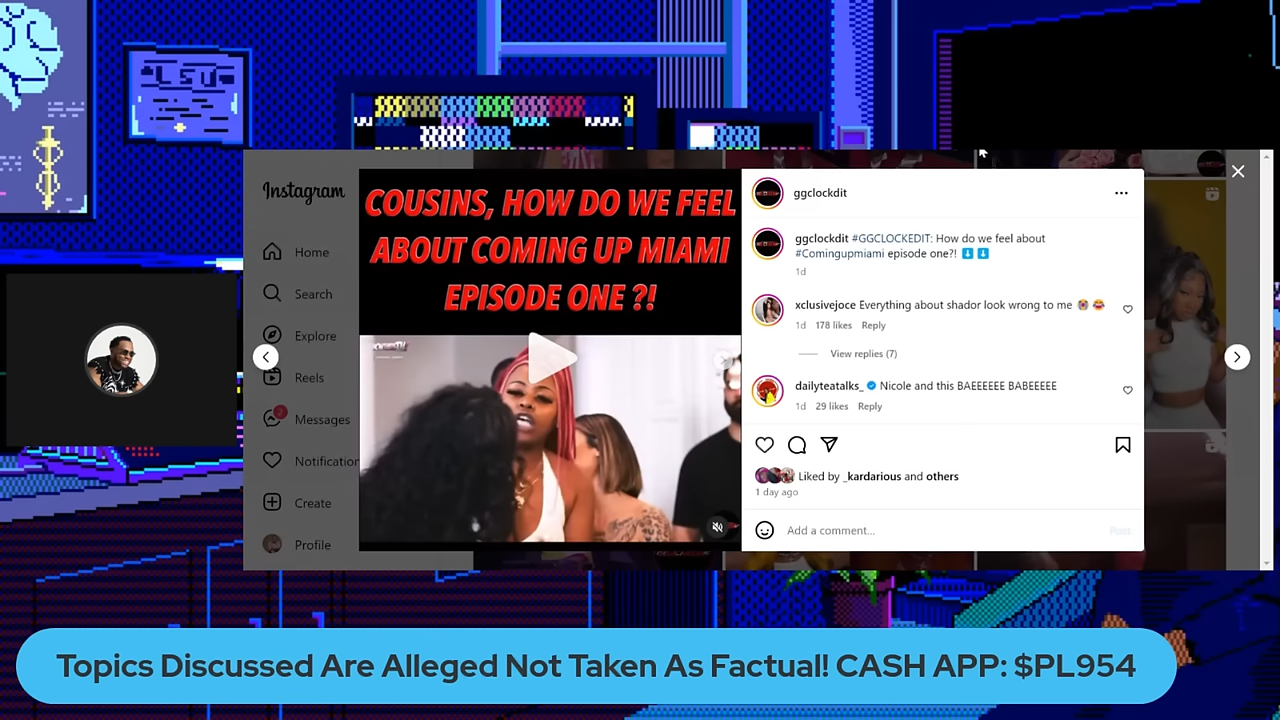 Instagram
Home
Search
Explore
Reels
2
Messages
Notification
Create
Profile
COUSINS, HOW DO WE FEEL
ABOUT COMING UP MIAMI
EPISODE ONE ?!
ggclockdit
ggclockdit #GGCLOCKEDIT: How do we feel about
#Comingupmiami episode one?! ⬇️ ⬇️
1d
xclusivejoce Everything about shador look wrong to me 😭 😂
1d 178 likes Reply
View replies (7)
dailyteatalks_ Nicole and this BAEEEEEE BABEEEEE
1d 29 likes Reply
Liked by _kardarious and others
1 day ago
Add a comment...
Post
Topics Discussed Are Alleged Not Taken As Factual! CASH APP: $PL954